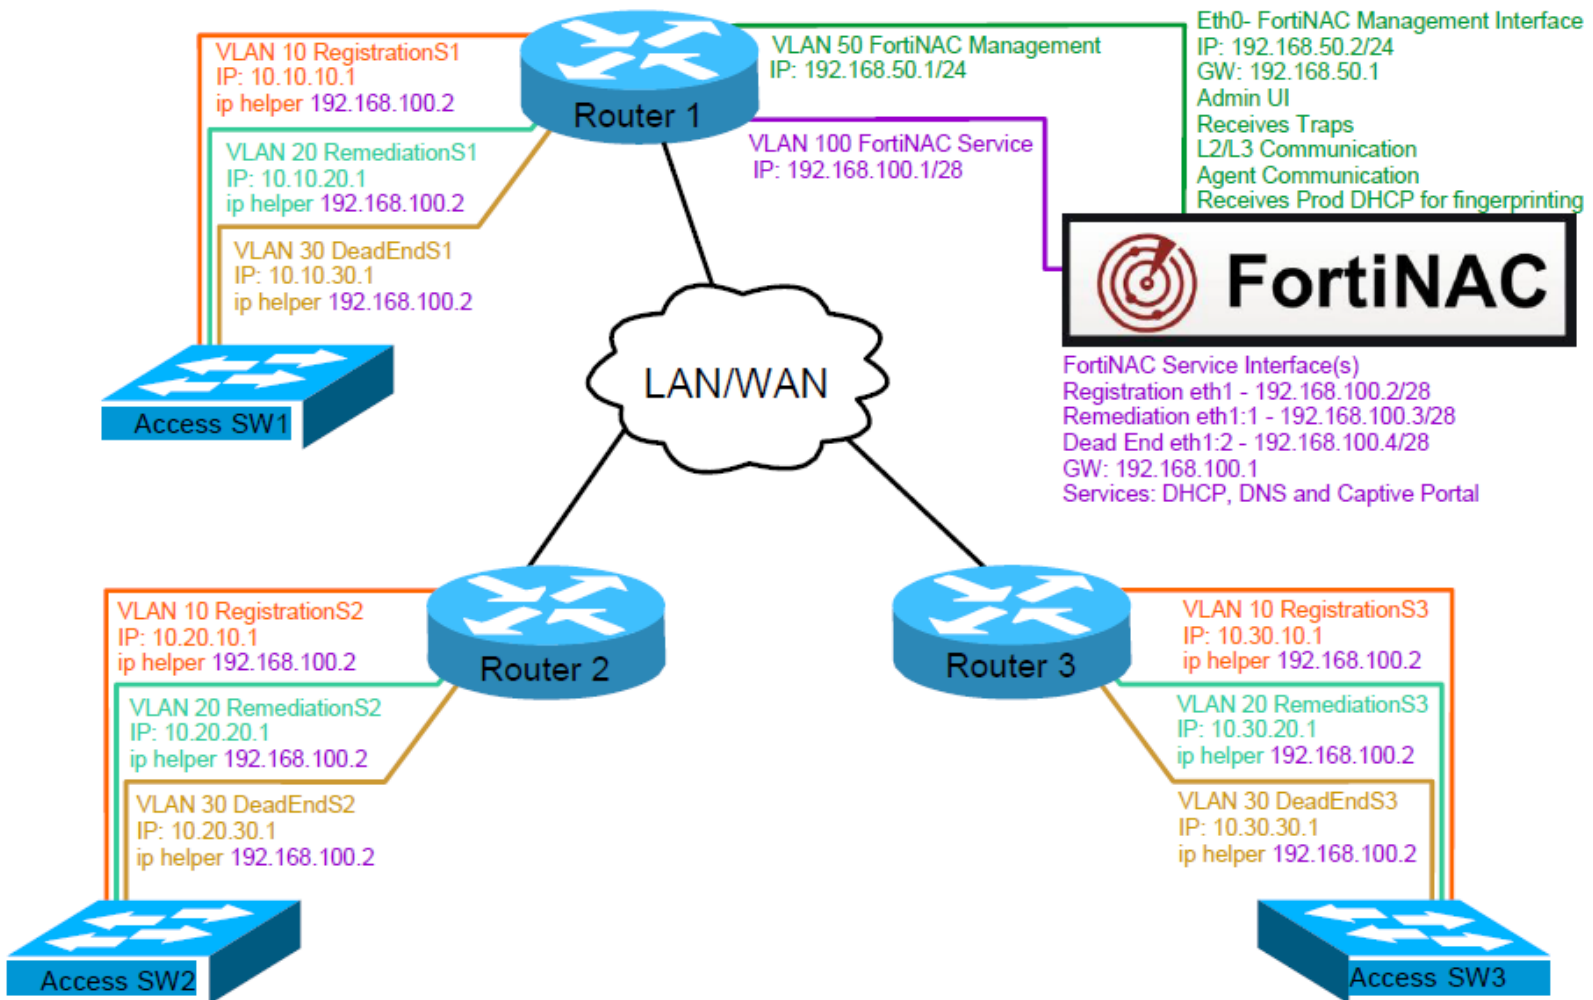 VLAN 10 RegistrationS1
IP: 10.10.10.1
ip helper 192.168.100.2
VLAN 20 RemediationS1
IP: 10.10.20.1
ip helper 192.168.100.2
VLAN 30 DeadEndS1
IP: 10.10.30.1
ip helper 192.168.100.2
Access SW1
Router 1
VLAN 50 FortiNAC Management
IP: 192.168.50.1/24
VLAN 100 FortiNAC Service
IP: 192.168.100.1/28
Eth0- FortiNAC Management Interface
IP: 192.168.50.2/24
GW: 192.168.50.1
Admin UI
Receives Traps
L2/L3 Communication
Agent Communication
Receives Prod DHCP for fingerprinting
FortiNAC
FortiNAC Service Interface(s)
Registration eth1 - 192.168.100.2/28
Remediation eth1:1 - 192.168.100.3/28
Dead End eth1:2 - 192.168.100.4/28
GW: 192.168.100.1
Services: DHCP, DNS and Captive Portal
LAN/WAN
VLAN 10 RegistrationS2
IP: 10.20.10.1
ip helper 192.168.100.2
VLAN 20 RemediationS2
IP: 10.20.20.1
ip helper 192.168.100.2
VLAN 30 DeadEndS2
IP: 10.20.30.1
ip helper 192.168.100.2
Router 2
Access SW2
Router 3
VLAN 10 RegistrationS3
IP: 10.30.10.1
ip helper 192.168.100.2
VLAN 20 RemediationS3
IP: 10.30.20.1
ip helper 192.168.100.2
VLAN 30 DeadEndS3
IP: 10.30.30.1
ip helper 192.168.100.2
Access SW3